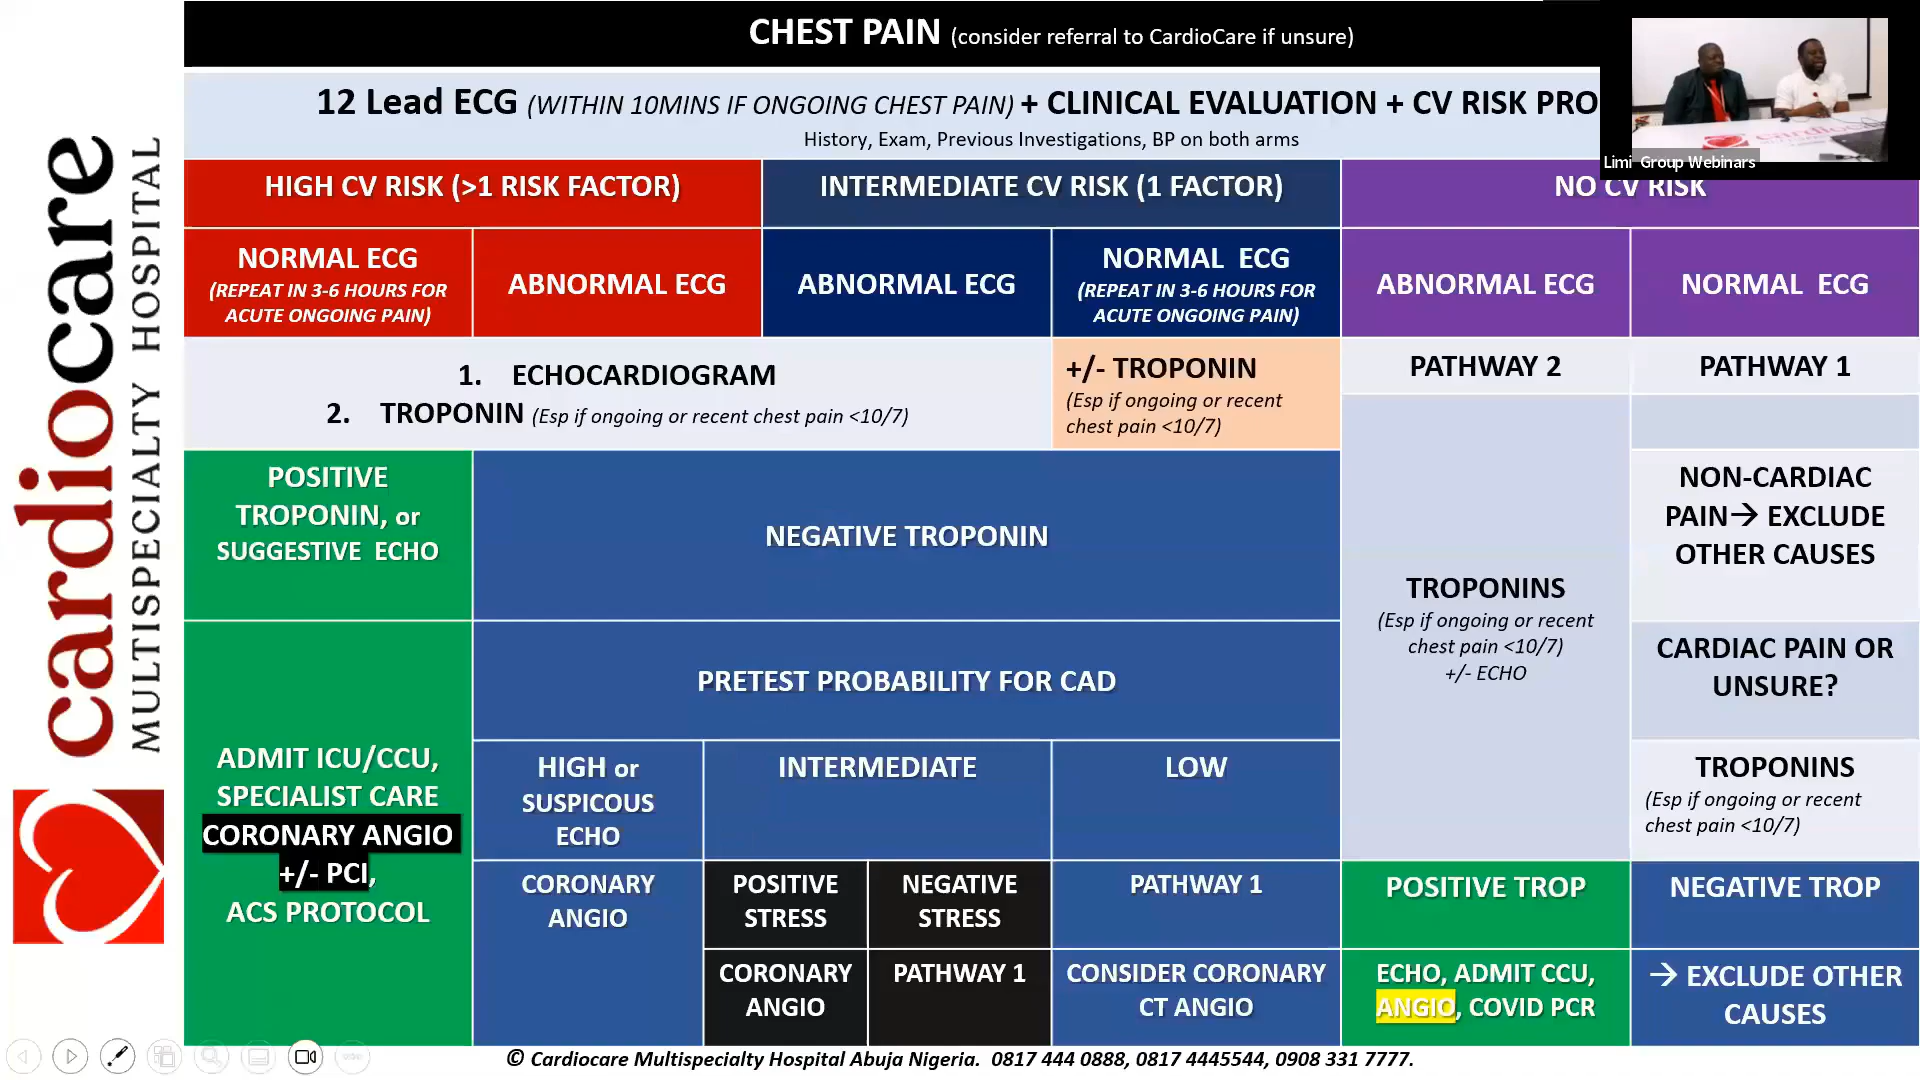 CHEST PAIN (consider referral to CardioCare if unsure)
12 Lead ECG (WITHIN 10MINS IF ONGOING CHEST PAIN) + CLINICAL EVALUATION + CV RISK PRO
History, Exam, Previous Investigations, BP on both arms
Limi Group Webinars
cardiocare
MULTISPECIALTY HOSPITAL
HIGH CV RISK (>1 RISK FACTOR)
INTERMEDIATE CV RISK (1 FACTOR)
NO CV RISK
NORMAL ECG
(REPEAT IN 3-6 HOURS FOR
ACUTE ONGOING PAIN)
ABNORMAL ECG
ABNORMAL ECG
NORMAL ECG
(REPEAT IN 3-6 HOURS FOR
ACUTE ONGOING PAIN)
ABNORMAL ECG
NORMAL ECG
1. ECHOCARDIOGRAM
2. TROPONIN (Esp if ongoing or recent chest pain <10/7)
+/- TROPONIN
(Esp if ongoing or recent
chest pain <10/7)
PATHWAY 2
PATHWAY 1
POSITIVE
TROPONIN, or
SUGGESTIVE ECHO
NEGATIVE TROPONIN
TROPONINS
(Esp if ongoing or recent
chest pain <10/7)
+/- ECHO
NON-CARDIAC
PAIN→ EXCLUDE
OTHER CAUSES
ADMIT ICU/CCU,
SPECIALIST CARE
CORONARY ANGIO
+/- PCI,
ACS PROTOCOL
PRETEST PROBABILITY FOR CAD
CARDIAC PAIN OR
UNSURE?
HIGH or
SUSPICOUS
ECHO
INTERMEDIATE
LOW
TROPONINS
(Esp if ongoing or recent
chest pain <10/7)
CORONARY
ANGIO
POSITIVE
STRESS
NEGATIVE
STRESS
PATHWAY 1
POSITIVE TROP
NEGATIVE TROP
CORONARY
ANGIO
PATHWAY 1
CONSIDER CORONARY
CT ANGIO
ECHO, ADMIT CCU,
ANGIO, COVID PCR
→ EXCLUDE OTHER
CAUSES
© Cardiocare Multispecialty Hospital Abuja Nigeria. 0817 444 0888, 0817 4445544, 0908 331 7777.